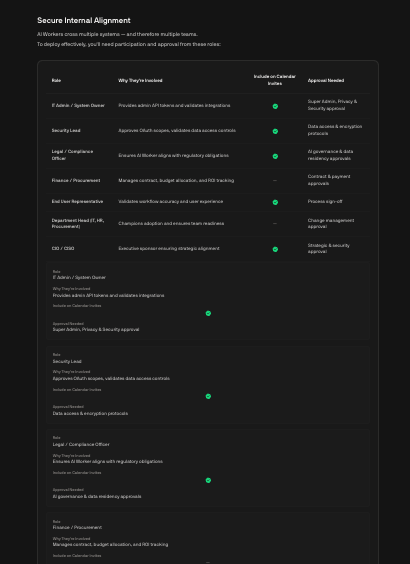 Secure Internal Alignment
AI Workers cross multiple systems — and therefore multiple teams.
To deploy effectively, you'll need participation and approval from these roles:
Role
Why They're Involved
Include on Calendar
Invites
Approval Needed
IT Admin / System Owner
Provides admin API tokens and validates integrations
Super Admin, Privacy &
Security approval
Security Lead
Approves OAuth scopes, validates data access controls
Data access & encryption
protocols
Legal / Compliance
Officer
Ensures AI Worker aligns with regulatory obligations
AI governance & data
residency approvals
Finance / Procurement
Manages contract, budget allocation, and ROI tracking
—
Contract & payment
approvals
End User Representative
Validates workflow accuracy and user experience
Process sign-off
Department Head (IT, HR,
Procurement)
Champions adoption and ensures team readiness
—
Change management
approval
CIO / CISO
Executive sponsor ensuring strategic alignment
Strategic & security
approval
Role
IT Admin / System Owner
Why They're Involved
Provides admin API tokens and validates integrations
Include on Calendar Invites
Approval Needed
Super Admin, Privacy & Security approval
Role
Security Lead
Why They're Involved
Approves OAuth scopes, validates data access controls
Include on Calendar Invites
Approval Needed
Data access & encryption protocols
Role
Legal / Compliance Officer
Why They're Involved
Ensures AI Worker aligns with regulatory obligations
Include on Calendar Invites
Approval Needed
AI governance & data residency approvals
Role
Finance / Procurement
Why They're Involved
Manages contract, budget allocation, and ROI tracking
Include on Calendar Invites